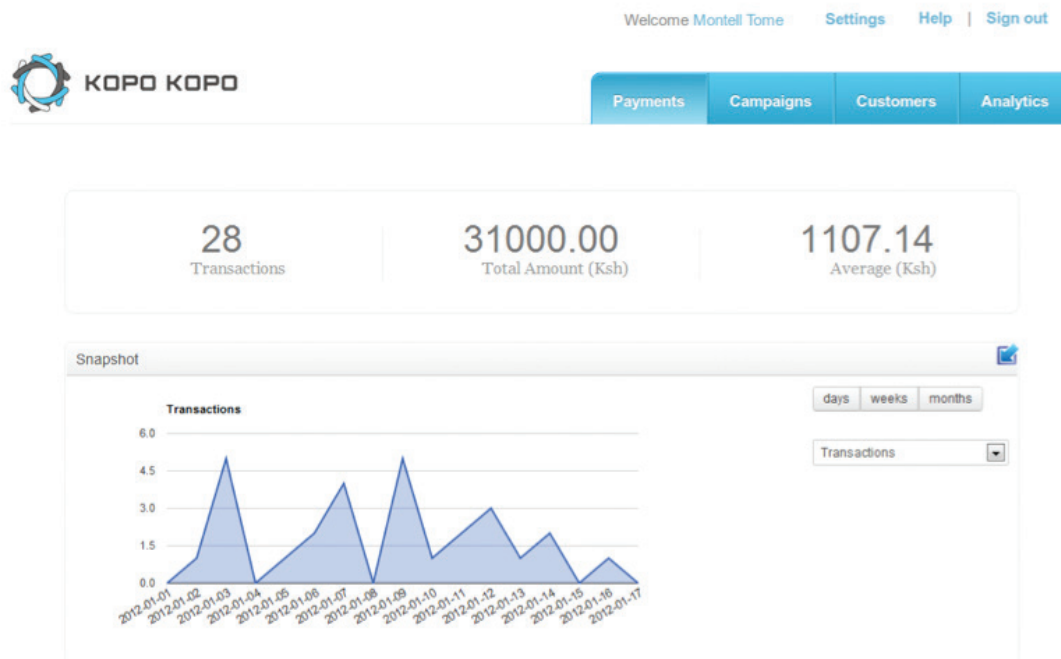 Welcome Montell Tome Settings Help | Sign out
KOPO KOPO
Payments Campaigns Customers Analytics
28 31000.00 1107.14
Transactions Total Amount (Ksh) Average (Ksh)
Snapshot
days weeks months
Transactions
Transactions
6.0
4.5
3.0
1.5
0.0
2012-01-01 2012-01-02 2012-01-03 2012-01-04 2012-01-05 2012-01-06 2012-01-07 2012-01-08 2012-01-09 2012-01-10 2012-01-11 2012-01-12 2012-01-13 2012-01-14 2012-01-15 2012-01-16 2012-01-17